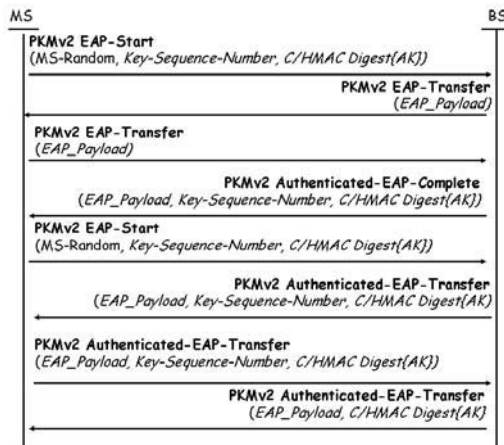 MS
BS
PKMv2 EAP-Start
(MS-Random, Key-Sequence-Number, C/HMAC Digest{AK})
PKMv2 EAP-Transfer
(EAP_Payload)
PKMv2 EAP-Transfer
(EAP_Payload)
PKMv2 Authenticated-EAP-Complete
(EAP_Payload, Key-Sequence-Number, C/HMAC Digest{AK})
PKMv2 EAP-Start
(MS-Random, Key-Sequence-Number, C/HMAC Digest{AK})
PKMv2 Authenticated-EAP-Transfer
(EAP_Payload, Key-Sequence-Number, C/HMAC Digest{AK)
PKMv2 Authenticated-EAP-Transfer
(EAP_Payload, Key-Sequence-Number, C/HMAC Digest{AK})
PKMv2 Authenticated-EAP-Transfer
(EAP_Payload, C/HMAC Digest{AK}